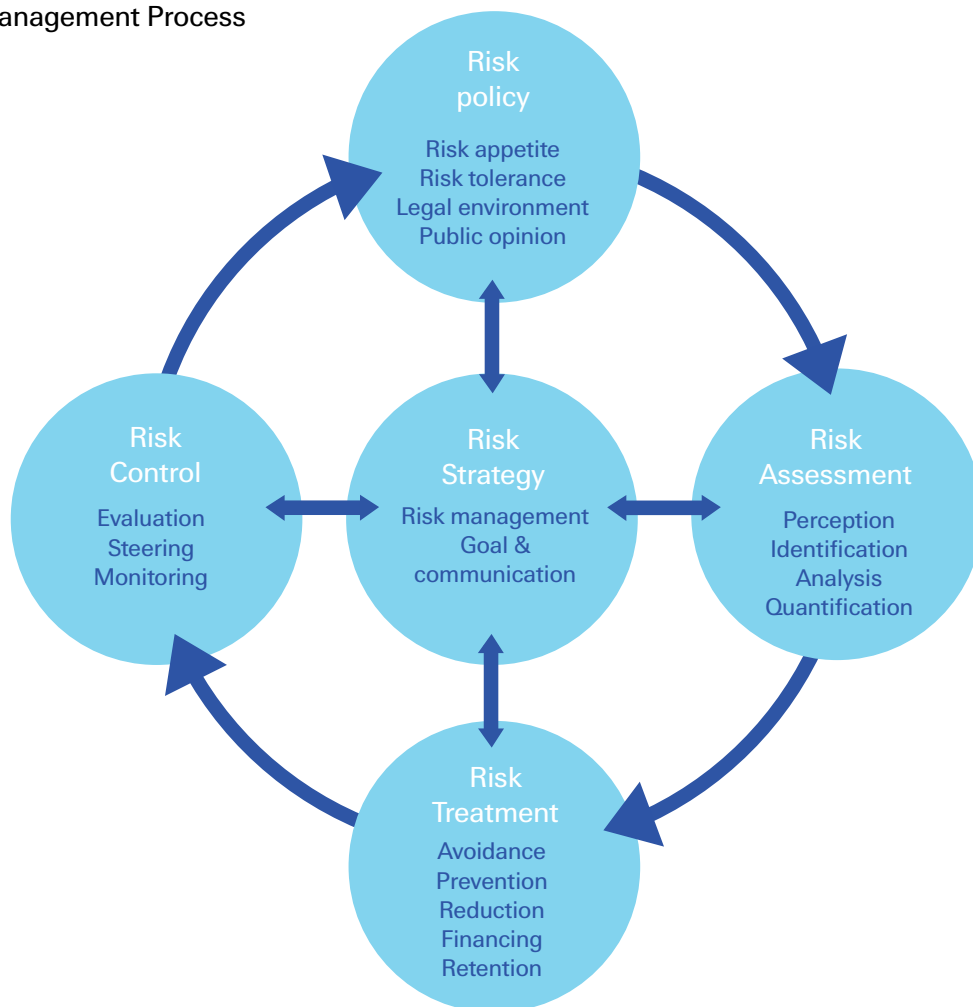 anagement Process
Risk
policy
Risk appetite
Risk tolerance
Legal environment
Public opinion
Risk
Control
Evaluation
Steering
Monitoring
Risk
Strategy
Risk management
Goal &
communication
Risk
Assessment
Perception
Identification
Analysis
Quantification
Risk
Treatment
Avoidance
Prevention
Reduction
Financing
Retention